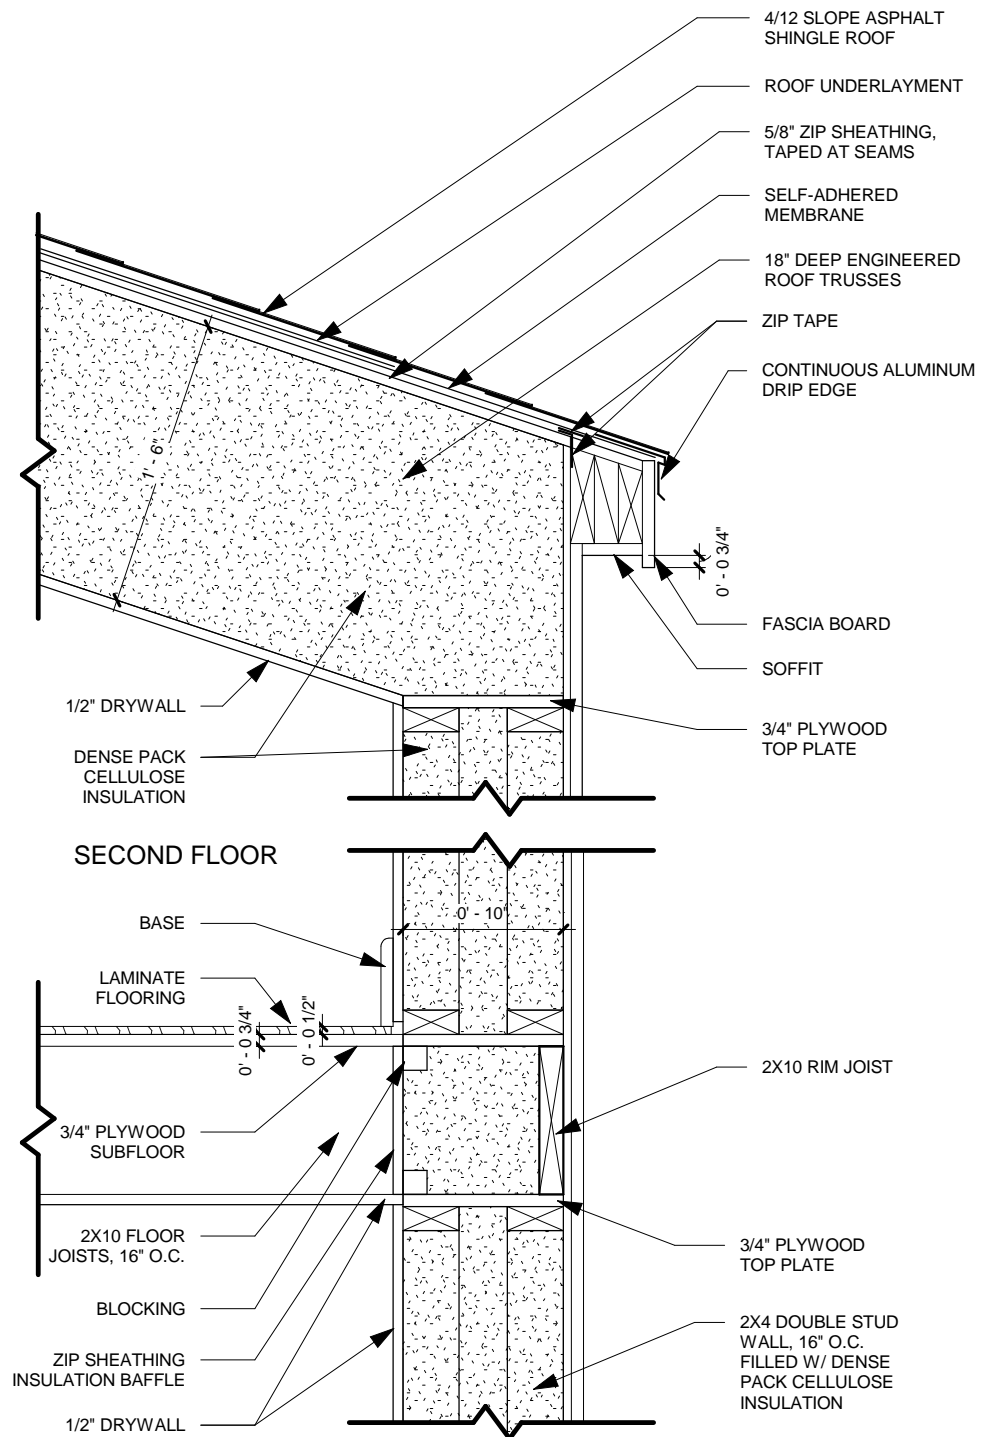 4/12 SLOPE ASPHALT
SHINGLE ROOF
ROOF UNDERLAYMENT
5/8" ZIP SHEATHING,
TAPED AT SEAMS
SELF-ADHERED
MEMBRANE
18" DEEP ENGINEERED
ROOF TRUSSES
ZIP TAPE
CONTINUOUS ALUMINUM
DRIP EDGE
1' - 6"
0' - 0 3/4"
FASCIA BOARD
SOFFIT
1/2" DRYWALL
3/4" PLYWOOD
TOP PLATE
DENSE PACK
CELLULOSE
INSULATION
SECOND FLOOR
BASE
0' - 10"
LAMINATE
FLOORING
0' - 0 3/4"
0' - 0 1/2"
2X10 RIM JOIST
3/4" PLYWOOD
SUBFLOOR
2X10 FLOOR
JOISTS, 16" O.C.
3/4" PLYWOOD
TOP PLATE
BLOCKING
2X4 DOUBLE STUD
WALL, 16" O.C.
FILLED W/ DENSE
PACK CELLULOSE
INSULATION
ZIP SHEATHING
INSULATION BAFFLE
1/2" DRYWALL